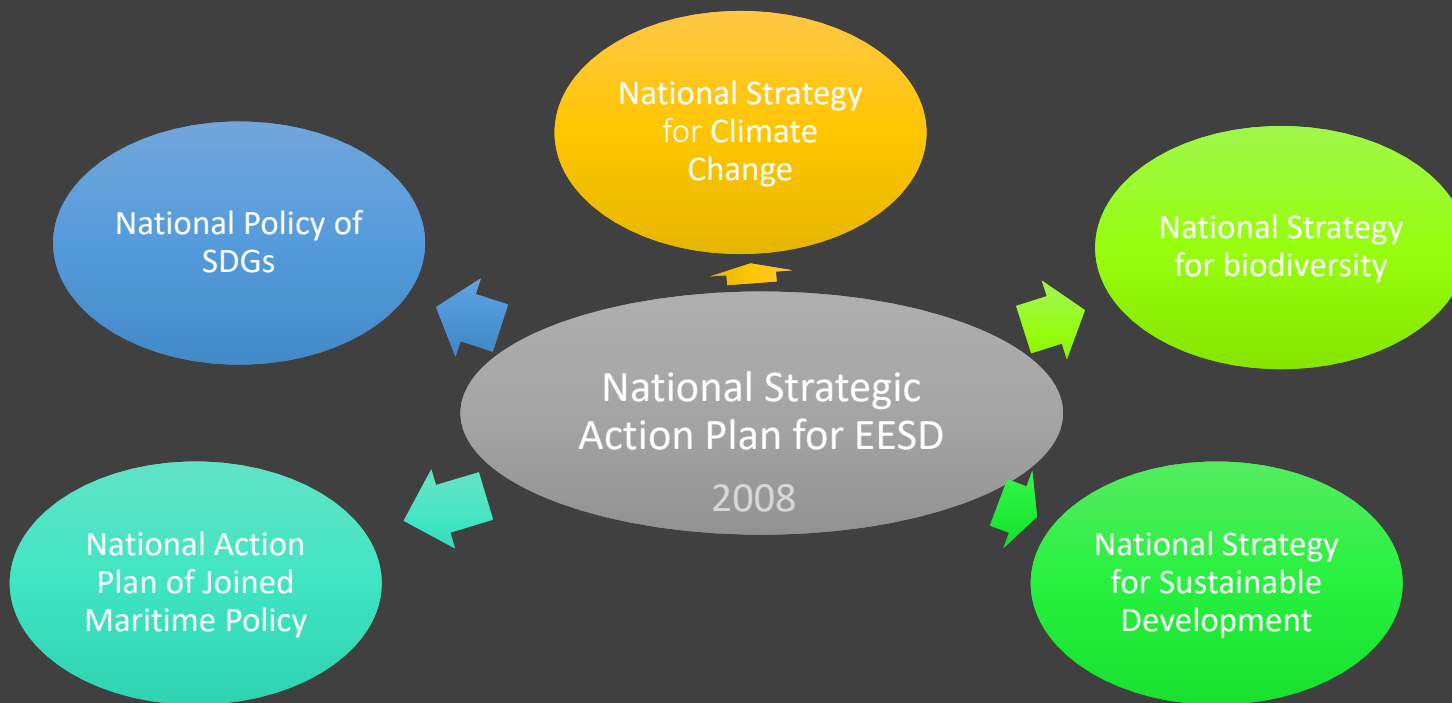 National Strategy
for Climate
Change
National Policy of
SDGs
National Strategy
for biodiversity
National Strategic
Action Plan for EESD
2008
National Action
Plan of Joined
Maritime Policy
National Strategy
for Sustainable
Development